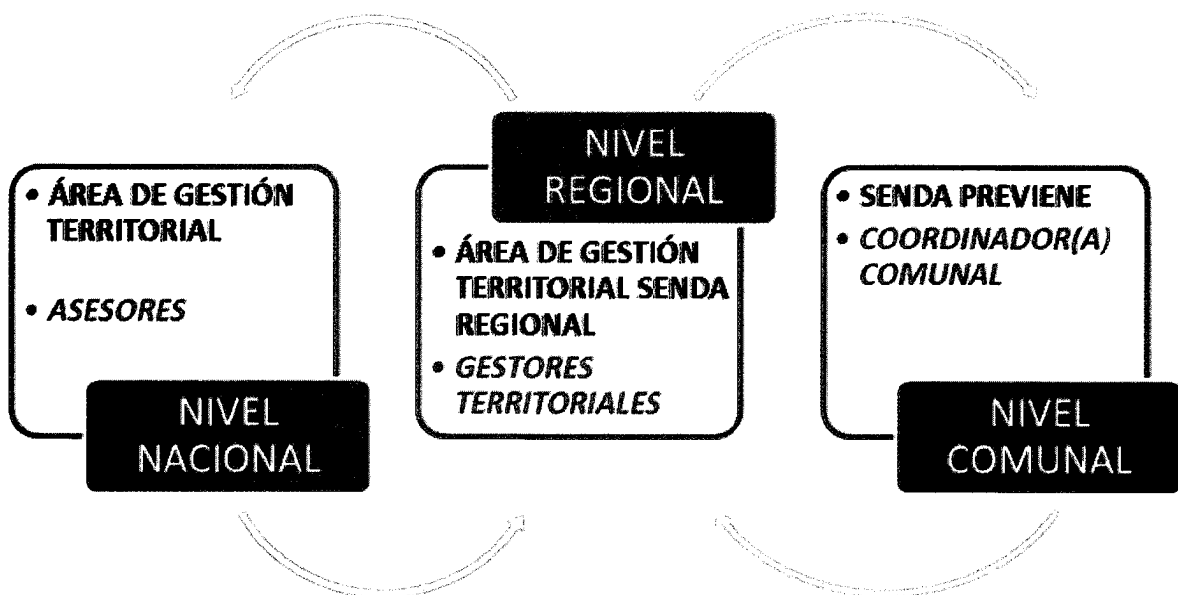 • ÁREA DE GESTIÓN
TERRITORIAL
• ASESORES
NIVEL
NACIONAL
NIVEL
REGIONAL
• ÁREA DE GESTIÓN
TERRITORIAL SENDA
REGIONAL
• GESTORES
TERRITORIALES
• SENDA PREVIENE
• COORDINADOR(A)
COMUNAL
NIVEL
COMUNAL